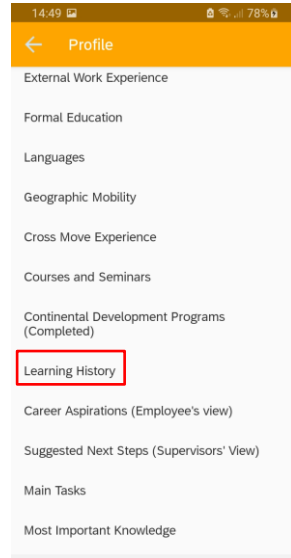 14:49 78%
Profile
External Work Experience
Formal Education
Languages
Geographic Mobility
Cross Move Experience
Courses and Seminars
Continental Development Programs
(Completed)
Learning History
Career Aspirations (Employee's view)
Suggested Next Steps (Supervisors' View)
Main Tasks
Most Important Knowledge